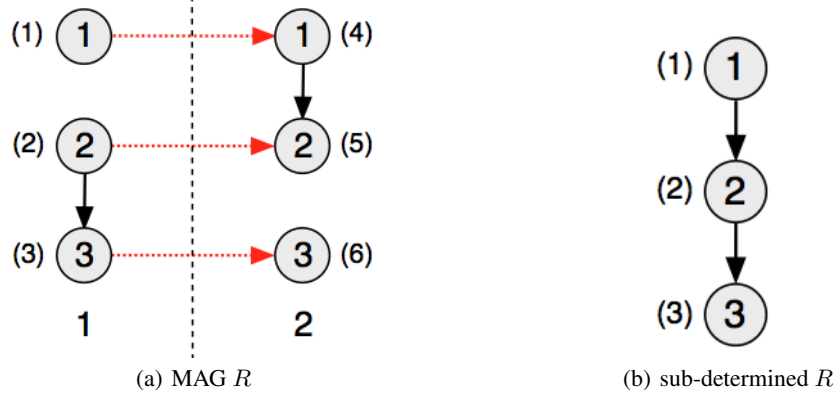 (1) 1 1 (4)
(1) 1
(2) 2 2 (5)
(2) 2
(3) 3 3 (6)
(3) 3
1 2
(a) MAG R
(b) sub-determined R